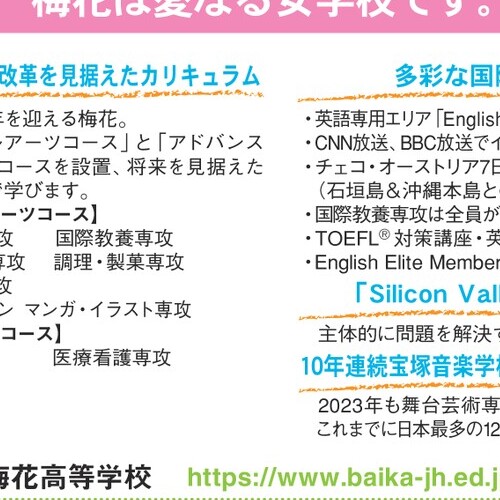 梅花は愛なる女学校です。
改革を見据えたカリキュラム
を迎える梅花。
アーツコース」と「アドバンス
コースを設置、将来を見据えた
学びます。
ーツコース】
攻 国際教養専攻
専攻 調理・製菓専攻
攻
ン マンガ・イラスト専攻
コース】
医療看護専攻
多彩な国際
・英語専用エリア「English
・CNN放送、BBC放送でイ
・チェコ・オーストリア7日
(石垣島&沖縄本島と
・国際教養専攻は全員が
・TOEFL®対策講座・英
・English Elite Member
「Silicon Vall
主体的に問題を解決す
10年連続宝塚音楽学校
2023年も舞台芸術専
これまでに日本最多の12
梅花高等学校 https://www.baika-jh.ed.j